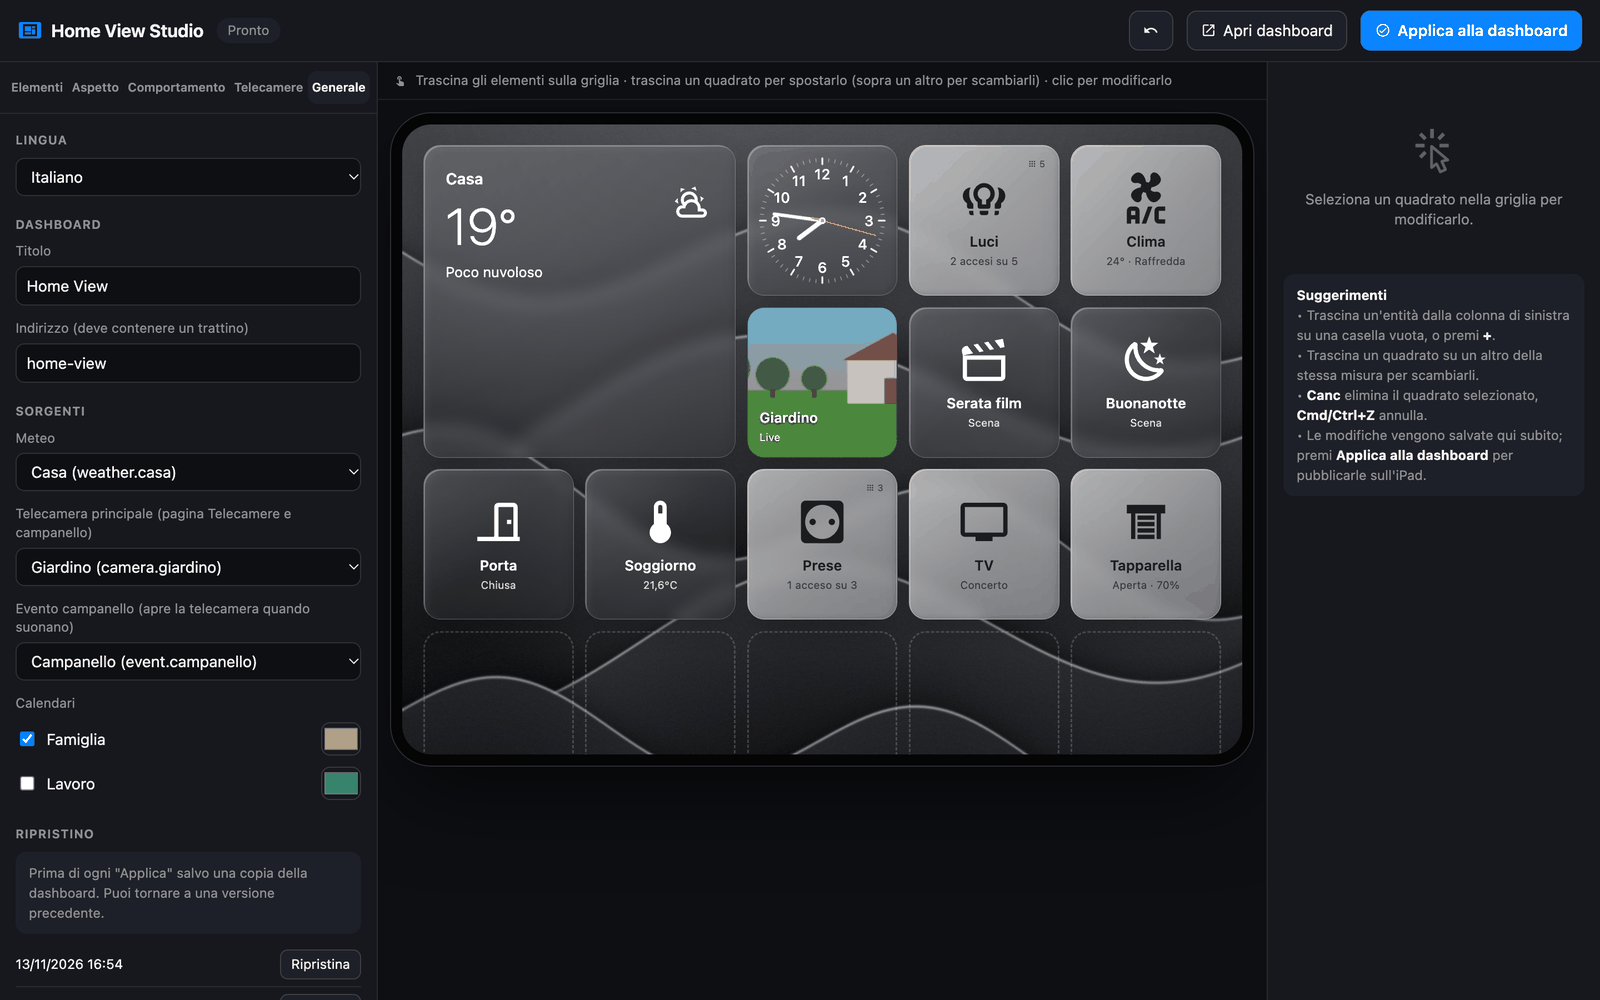 Home View Studio
Pronto
Apri dashboard
Applica alla dashboard
Elementi
Aspetto
Comportamento
Telecamere
Generale
Trascina gli elementi sulla griglia · trascina un quadrato per spostarlo (sopra un altro per scambiarli) · clic per modificarlo
LINGUA
Italiano
DASHBOARD
Titolo
Home View
Indirizzo (deve contenere un trattino)
home-view
SORGENTI
Meteo
Casa (weather.casa)
Telecamera principale (pagina Telecamere e
campanello)
Giardino (camera.giardino)
Evento campanello (apre la telecamera quando
suonano)
Campanello (event.campanello)
Calendari
Famiglia
Lavoro
RIPRISTINO
Prima di ogni "Applica" salvo una copia della
dashboard. Puoi tornare a una versione
precedente.
13/11/2026 16:54
Ripristina
Casa
19°
Poco nuvoloso
12
1
2
3
4
5
6
7
8
9
10
11
5
Luci
2 accesi su 5
A/C
Clima
24° · Raffredda
Giardino
Live
Serata film
Scena
Buonanotte
Scena
Porta
Chiusa
Soggiorno
21,6°C
3
Prese
1 acceso su 3
TV
Concerto
Tapparella
Aperta · 70%
Seleziona un quadrato nella griglia per
modificarlo.
Suggerimenti
• Trascina un'entità dalla colonna di sinistra
su una casella vuota, o premi +.
• Trascina un quadrato su un altro della
stessa misura per scambiarli.
• Canc elimina il quadrato selezionato,
Cmd/Ctrl+Z annulla.
• Le modifiche vengono salvate qui subito;
premi Applica alla dashboard per
pubblicarle sull'iPad.